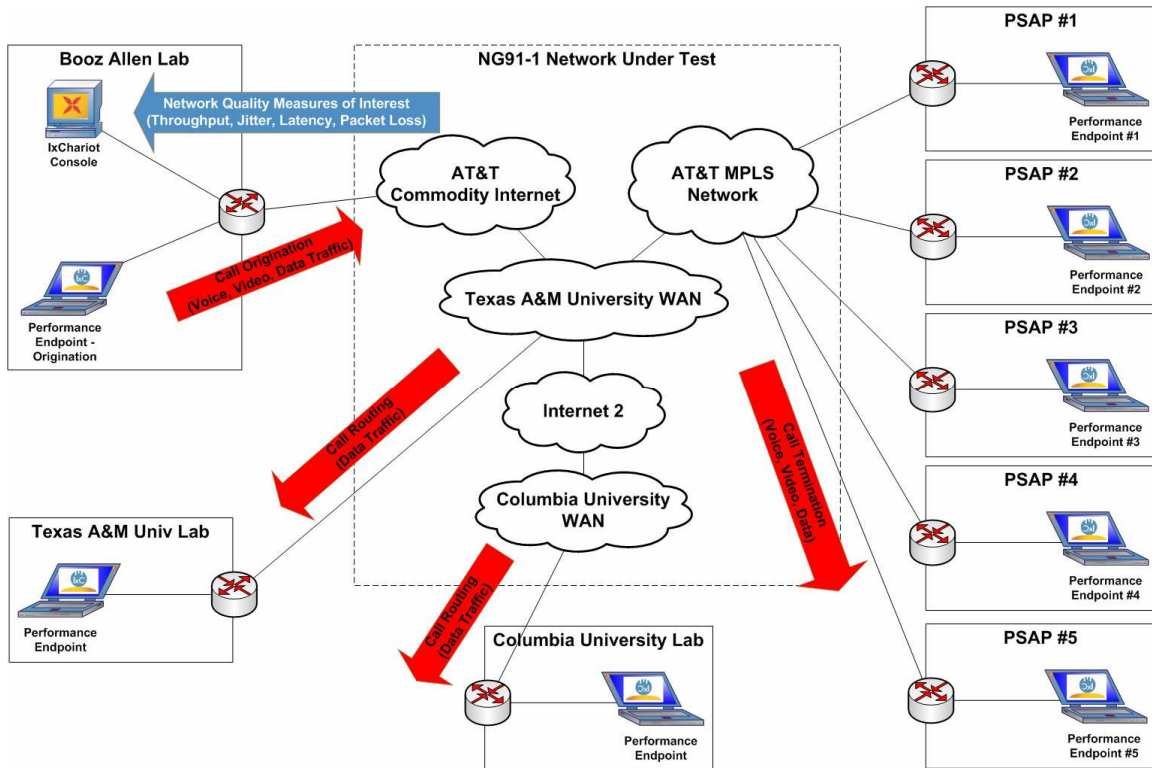 Booz Allen Lab
IxChariot
Console
Performance
Endpoint -
Origination
Network Quality Measures of Interest
(Throughput, Jitter, Latency, Packet Loss)
Call Origination
(Voice, Video, Data Traffic)
NG91-1 Network Under Test
AT&T
Commodity Internet
AT&T MPLS
Network
Texas A&M University WAN
Internet 2
Columbia University
WAN
Call Routing
(Data Traffic)
Call Routing
(Data Traffic)
Call Termination
(Voice, Video, Data)
Texas A&M Univ Lab
IxC
Performance
Endpoint
Columbia University Lab
Performance
Endpoint
PSAP #1
Performance
Endpoint #1
PSAP #2
Performance
Endpoint #2
PSAP #3
Performance
Endpoint #3
PSAP #4
Performance
Endpoint #4
PSAP #5
Performance
Endpoint #5